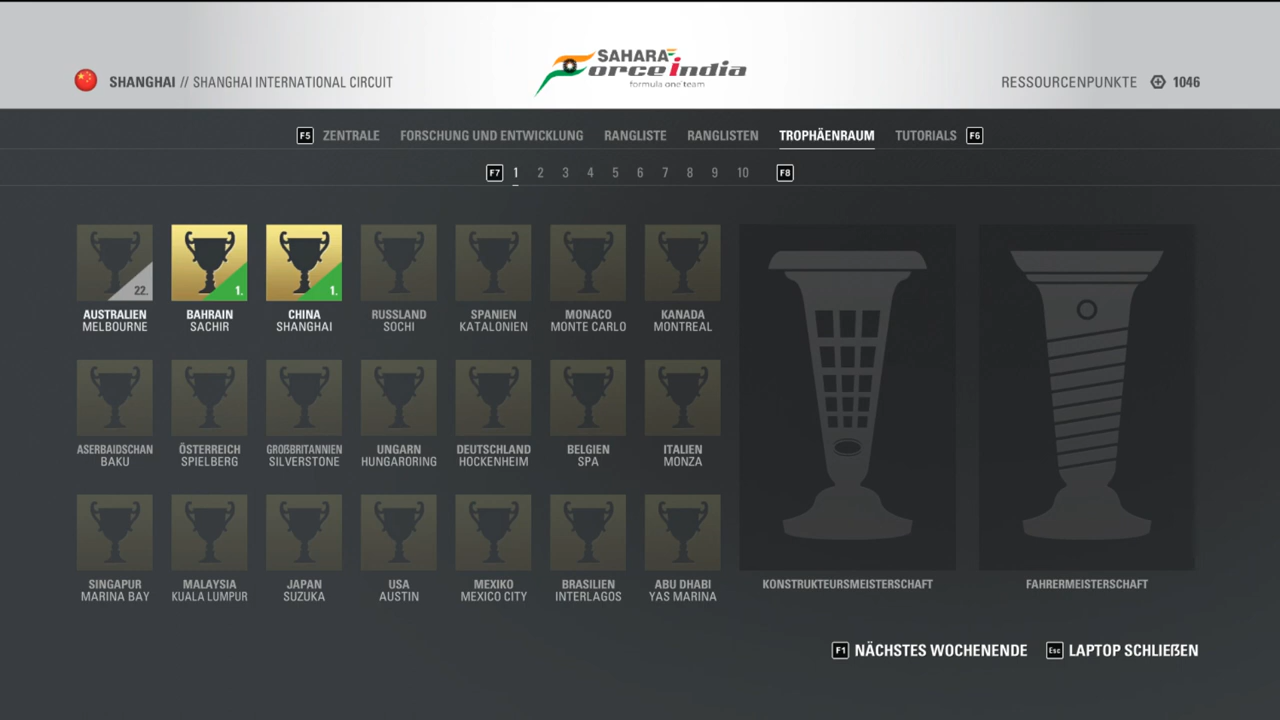 SHANGHAI // SHANGHAI INTERNATIONAL CIRCUIT
SAHARA
Force India
formula one team
RESSOURCENPUNKTE 1046
F5 ZENTRALE FORSCHUNG UND ENTWICKLUNG RANGLISTE RANGLISTEN TROPHÄENRAUM TUTORIALS F6
F7 1 2 3 4 5 6 7 8 9 10 F8
22. 1. 1.
AUSTRALIEN BAHRAIN CHINA RUSSLAND SPANIEN MONACO KANADA
MELBOURNE SACHIR SHANGHAI SOCHI KATALONIEN MONTE CARLO MONTREAL
ASERBAIDSCHAN ÖSTERREICH GROẞBRITANNIEN UNGARN DEUTSCHLAND BELGIEN ITALIEN
BAKU SPIELBERG SILVERSTONE HUNGARORING HOCKENHEIM SPA MONZA
SINGAPUR MALAYSIA JAPAN USA MEXIKO BRASILIEN ABU DHABI
MARINA BAY KUALA LUMPUR SUZUKA AUSTIN MEXICO CITY INTERLAGOS YAS MARINA
KONSTRUKTEURSMEISTERSCHAFT FAHRERMEISTERSCHAFT
F1 NÄCHSTES WOCHENENDE Esc LAPTOP SCHLIEẞEN